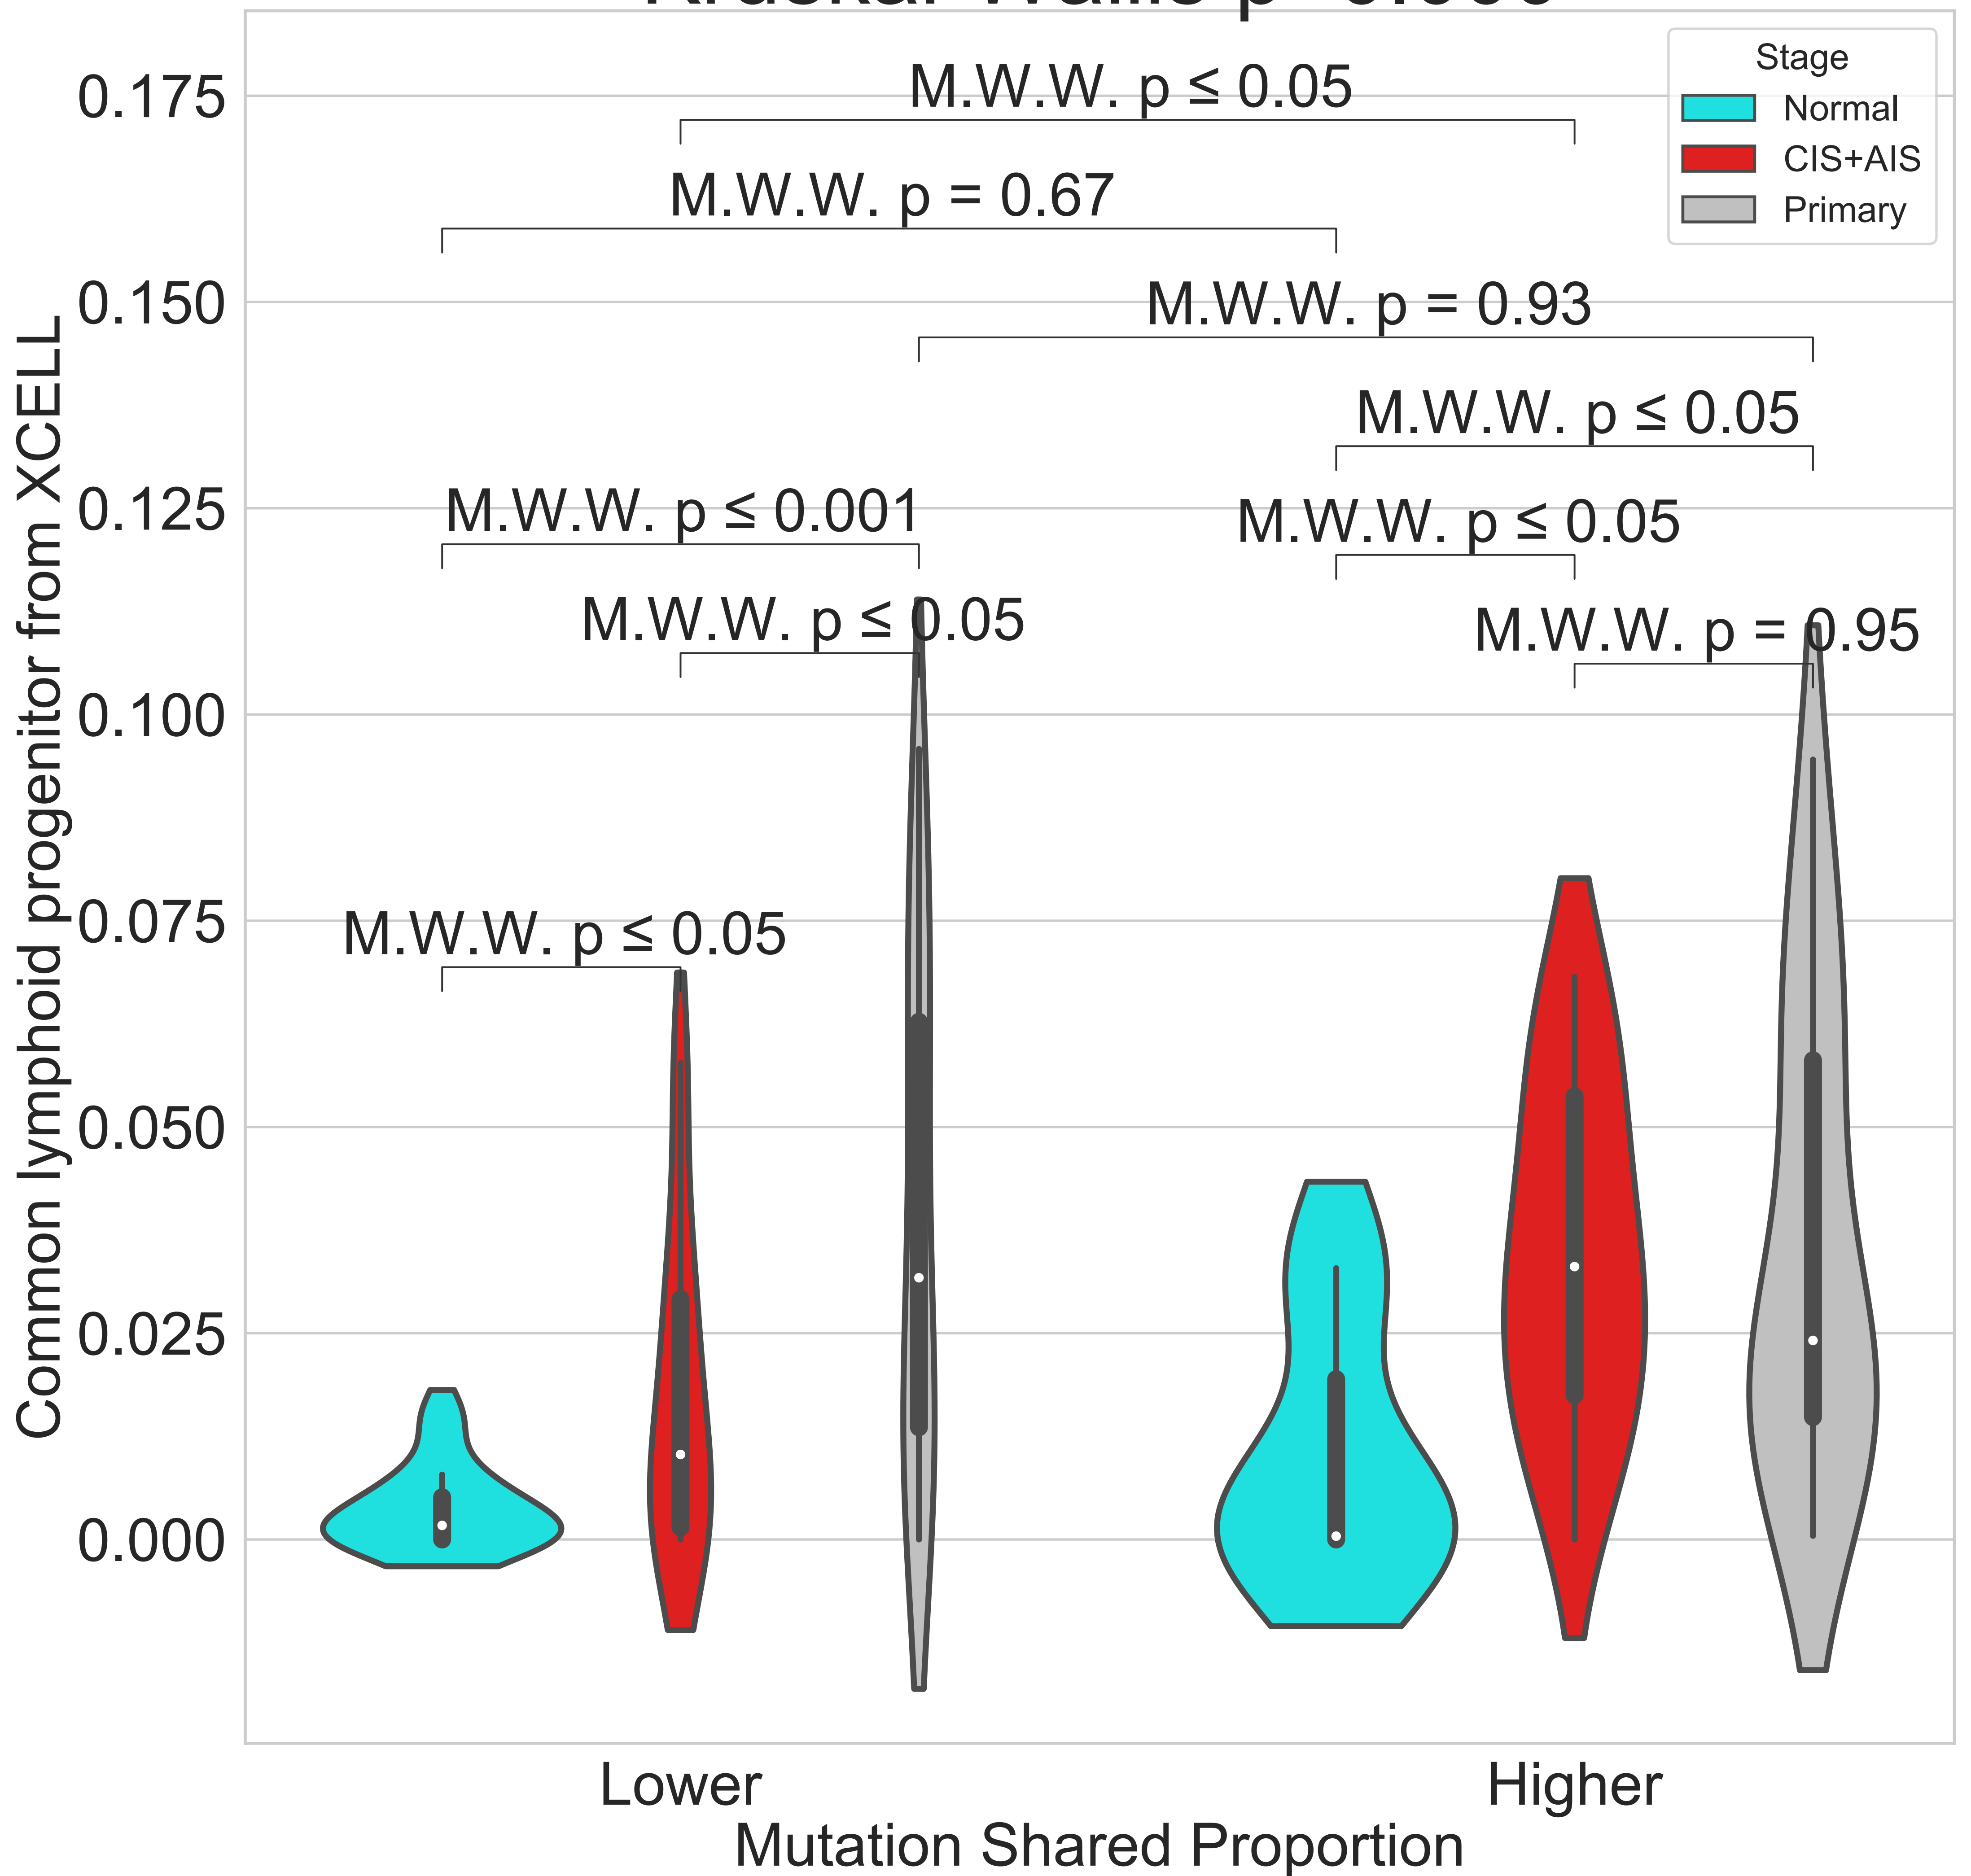 Stage
Normal
CIS+AIS
Primary
M.W.W. p ≤ 0.05
M.W.W. p = 0.67
M.W.W. p = 0.93
M.W.W. p ≤ 0.05
M.W.W. p ≤ 0.001
M.W.W. p ≤ 0.05
M.W.W. p ≤ 0.05
M.W.W. p = 0.95
M.W.W. p ≤ 0.05
0.175
0.150
0.125
0.100
0.075
0.050
0.025
0.000
Common lymphoid progenitor from XCELL
Lower
Higher
Mutation Shared Proportion